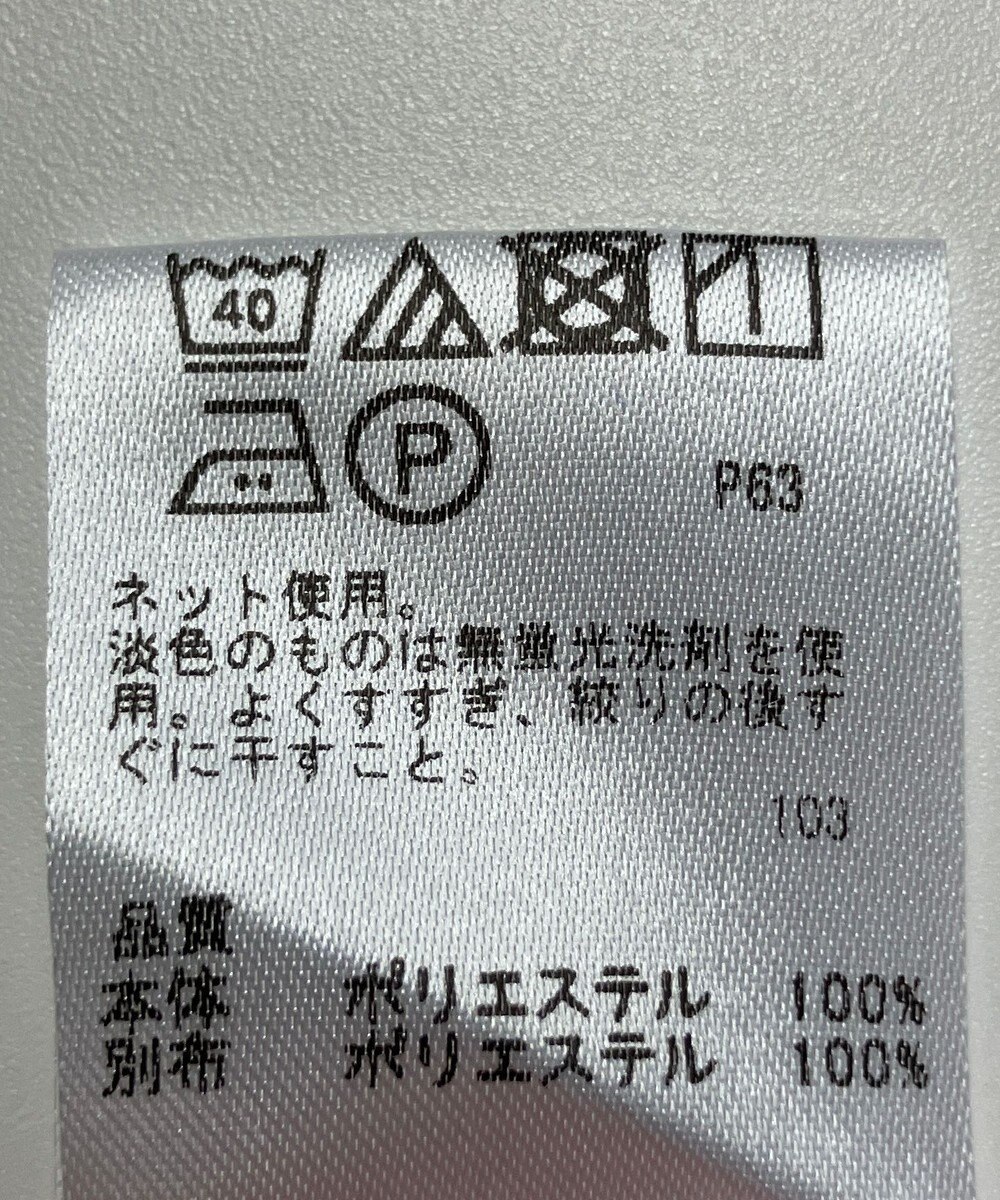 40
P
P63
ネット使用。
淡色のものは無蛍光洗剤を使
用。よくすすぎ、絞りの後す
ぐに干すこと。
103
品質
本体 ポリエステル 100%
別布 ポリエステル 100%